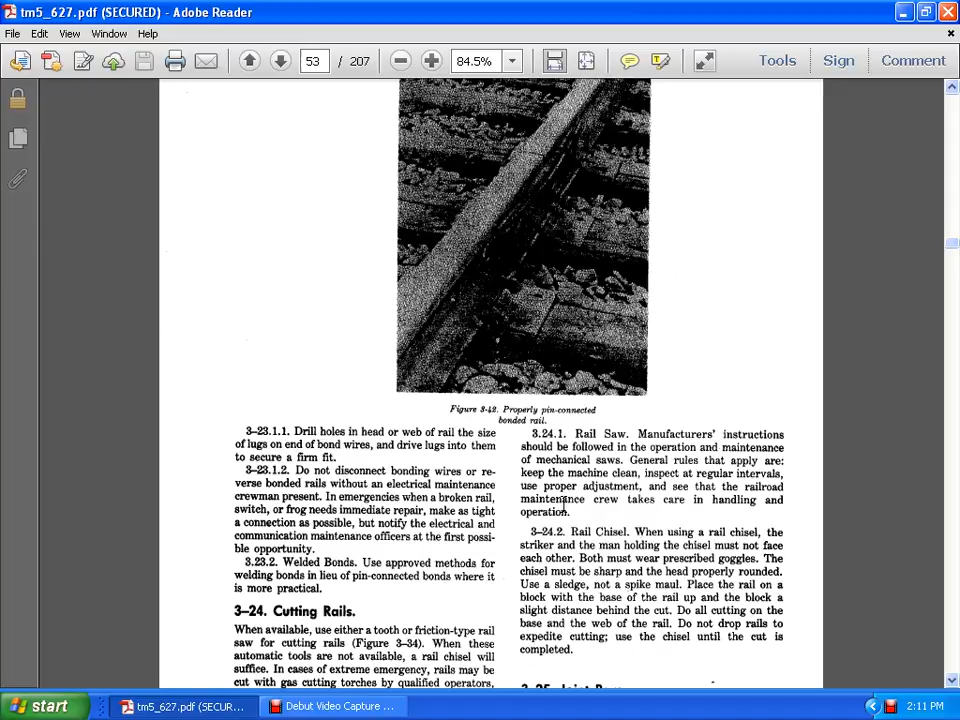 tm5_627.pdf (SECURED) - Adobe Reader
File Edit View Window Help
53 / 207 84.5% Tools Sign Comment
Figure 3-42. Properly pin-connected
bonded rail.
3-23.1.1. Drill holes in head or web of rail the size
of lugs on end of bond wires, and drive lugs into them
to secure a firm fit.
3-23.1.2. Do not disconnect bonding wires or re-
verse bonded rails without an electrical maintenance
crewman present. In emergencies when a broken rail,
switch, or frog needs immediate repair, make as tight
a connection as possible, but notify the electrical and
communication maintenance officers at the first possi-
ble opportunity.
3.23.2. Welded Bonds. Use approved methods for
welding bonds in lieu of pin-connected bonds where it
is more practical.
3-24. Cutting Rails.
When available, use either a tooth or friction-type rail
saw for cutting rails (Figure 3-34). When these
automatic tools are not available, a rail chisel will
suffice. In cases of extreme emergency, rails may be
cut with gas cutting torches by qualified operators,
3.24.1. Rail Saw. Manufacturers' instructions
should be followed in the operation and maintenance
of mechanical saws. General rules that apply are:
keep the machine clean, inspect at regular intervals,
use proper adjustment, and see that the railroad
maintenance crew takes care in handling and
operation.
3-24.2. Rail Chisel. When using a rail chisel, the
striker and the man holding the chisel must not face
each other. Both must wear prescribed goggles. The
chisel must be sharp and the head properly rounded.
Use a sledge, not a spike maul. Place the rail on a
block with the base of the rail up and the block a
slight distance behind the cut. Do all cutting on the
base and the web of the rail. Do not drop rails to
expedite cutting; use the chisel until the cut is
completed.
start tm5_627.pdf (SECUR... Debut Video Capture ... 2:11 PM